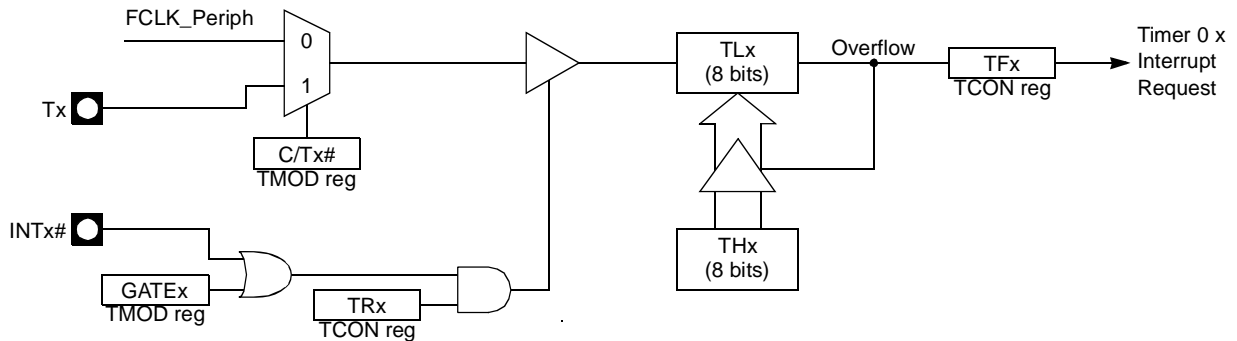 FCLK_Periph
0
1
Tx
C/Tx#
TMOD reg
INTx#
GATEx
TMOD reg
TRx
TCON reg
TLx
(8 bits)
Overflow
TFx
TCON reg
Timer 0 x
Interrupt
Request
THx
(8 bits)